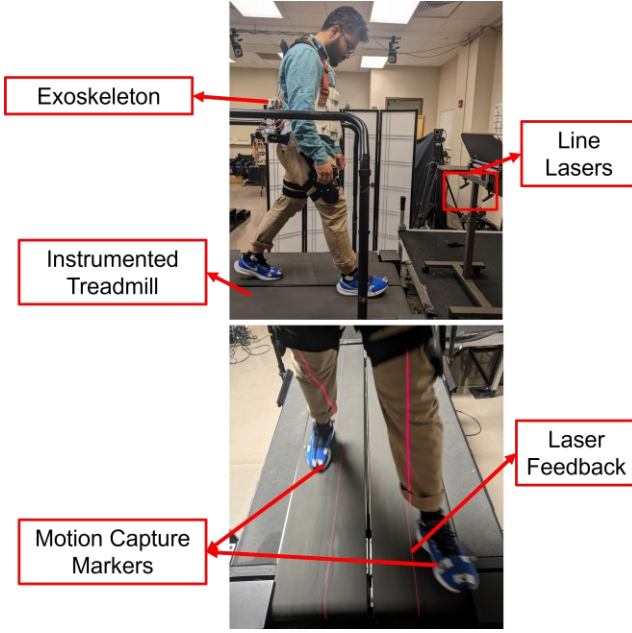 Exoskeleton
Line
Lasers
Instrumented
Treadmill
Laser
Feedback
Motion Capture
Markers